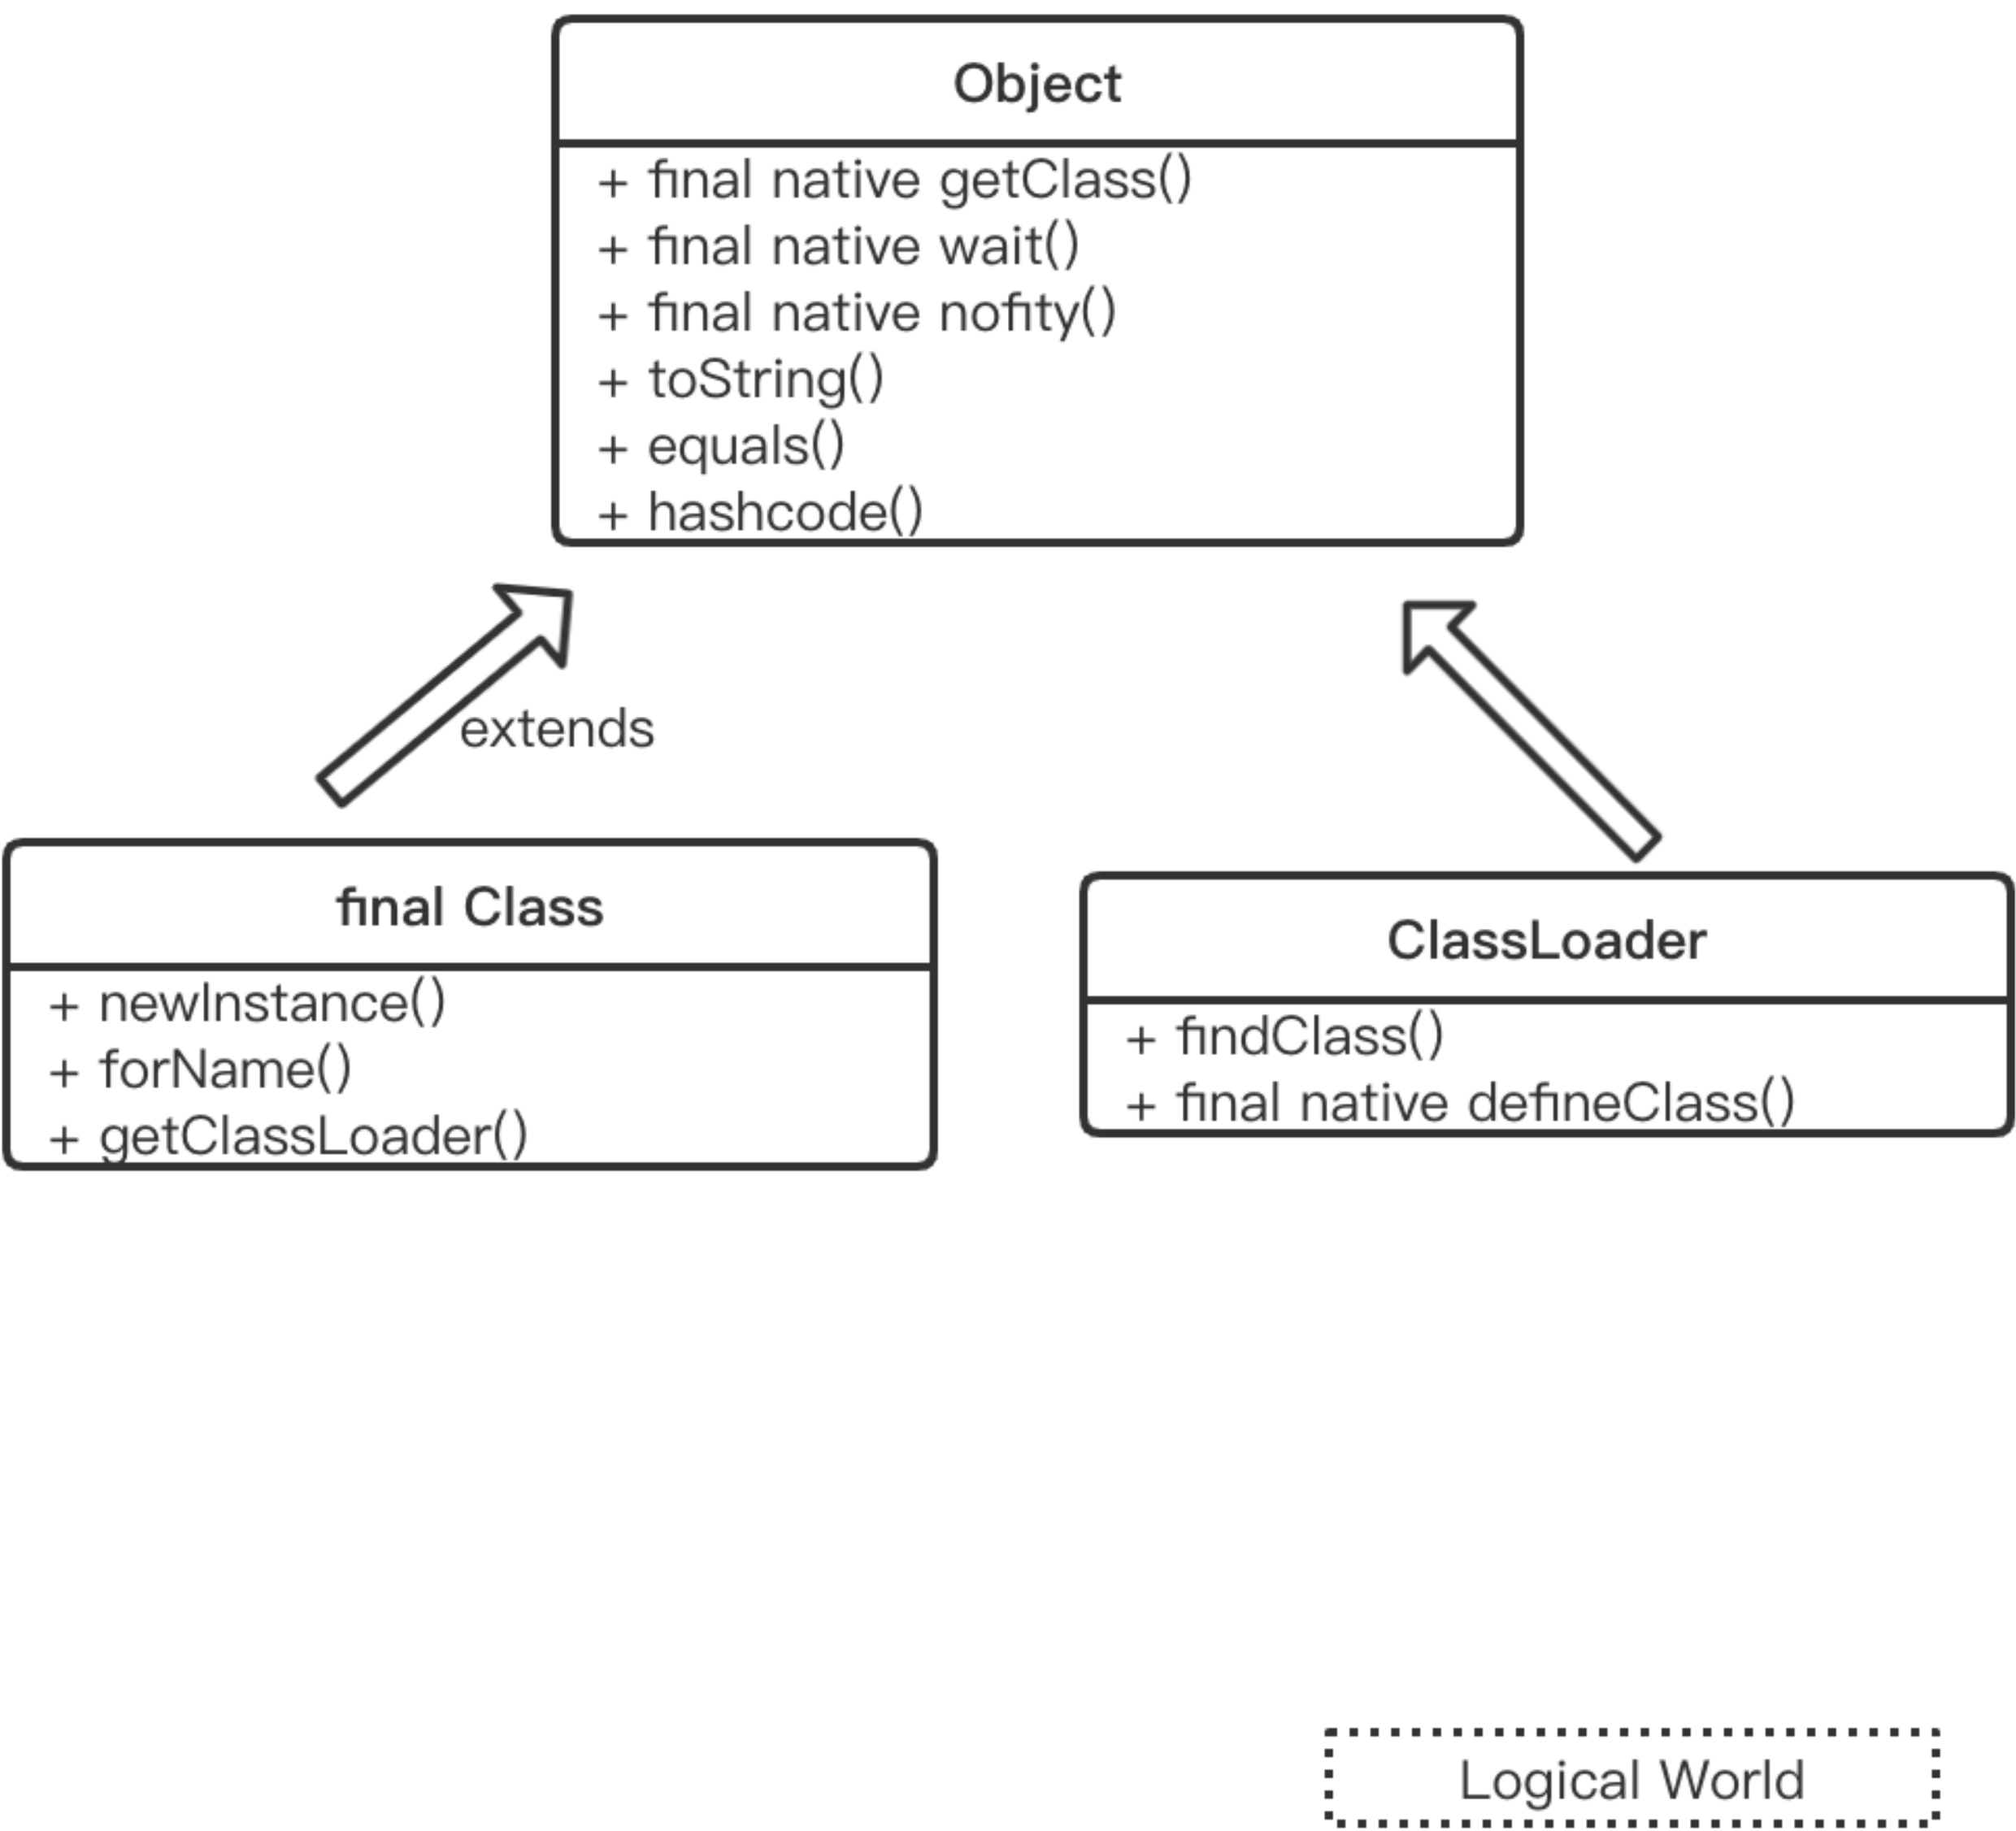 Object
+ final native getClass()
+ final native wait()
+ final native nofity()
+ toString()
+ equals()
+ hashcode()
extends
final Class
+ newInstance()
+ forName()
+ getClassLoader()
ClassLoader
+ findClass()
+ final native defineClass()
Logical World